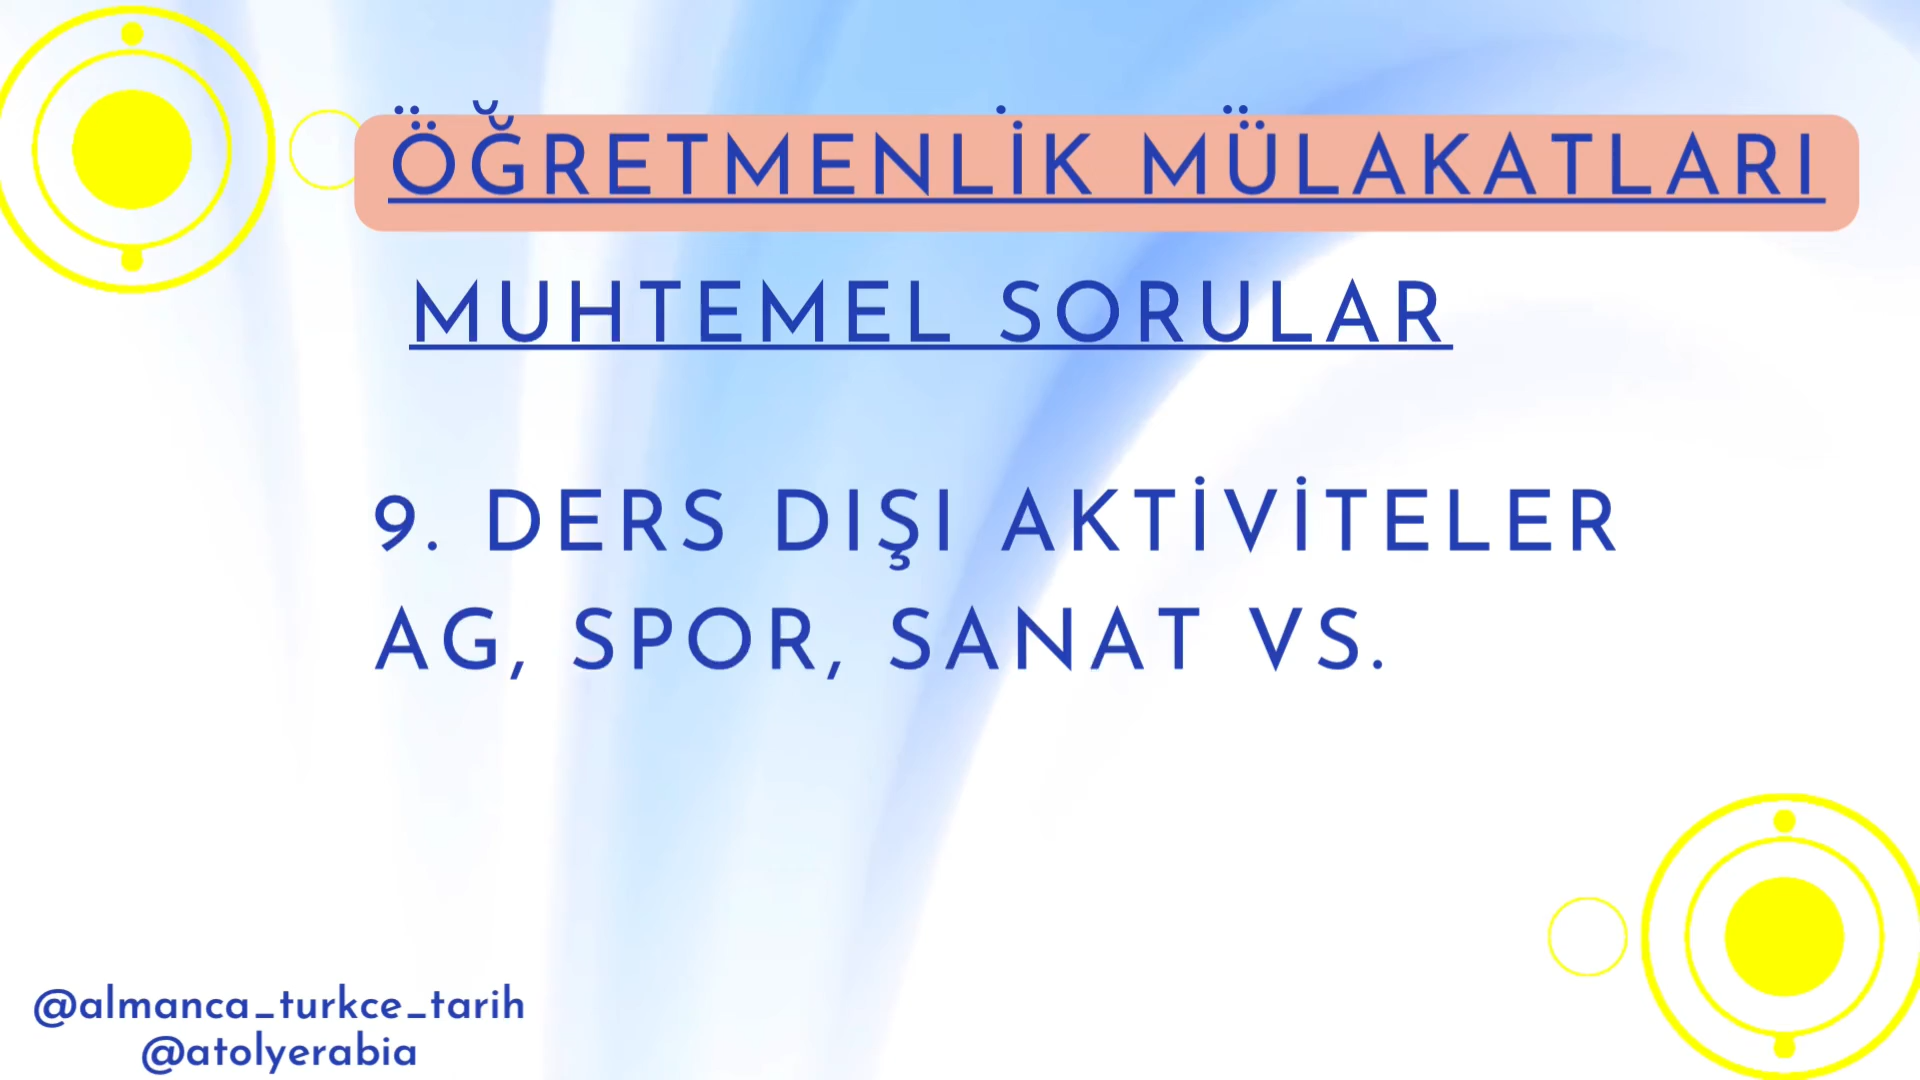 ÖĞRETMENLİK MÜLAKATLARI
MUHTEMEL SORULAR
9. DERS DIŞI AKTİVİTELER
AG, SPOR, SANAT VS.
@almanca_turkce_tarih
@atolyerabia